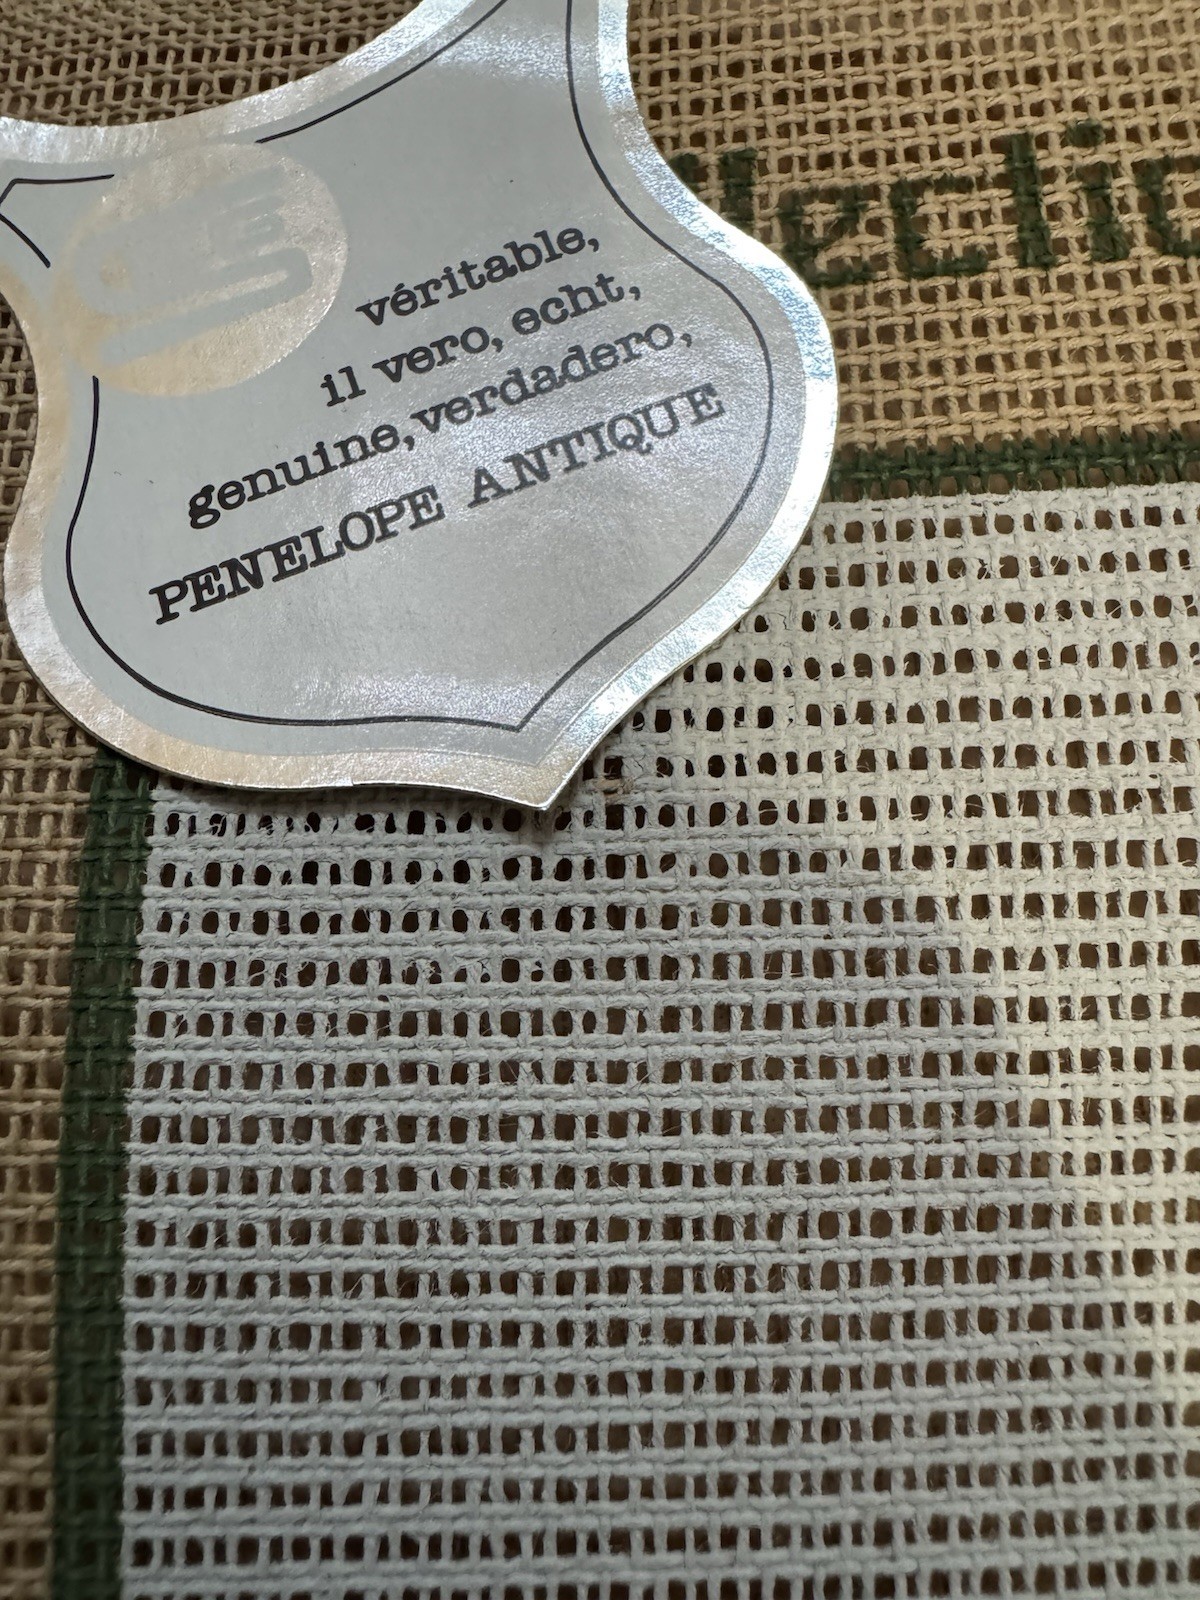 véritable,
il vero, echt,
genuine, verdadero,
PENELOPE ANTIQUE